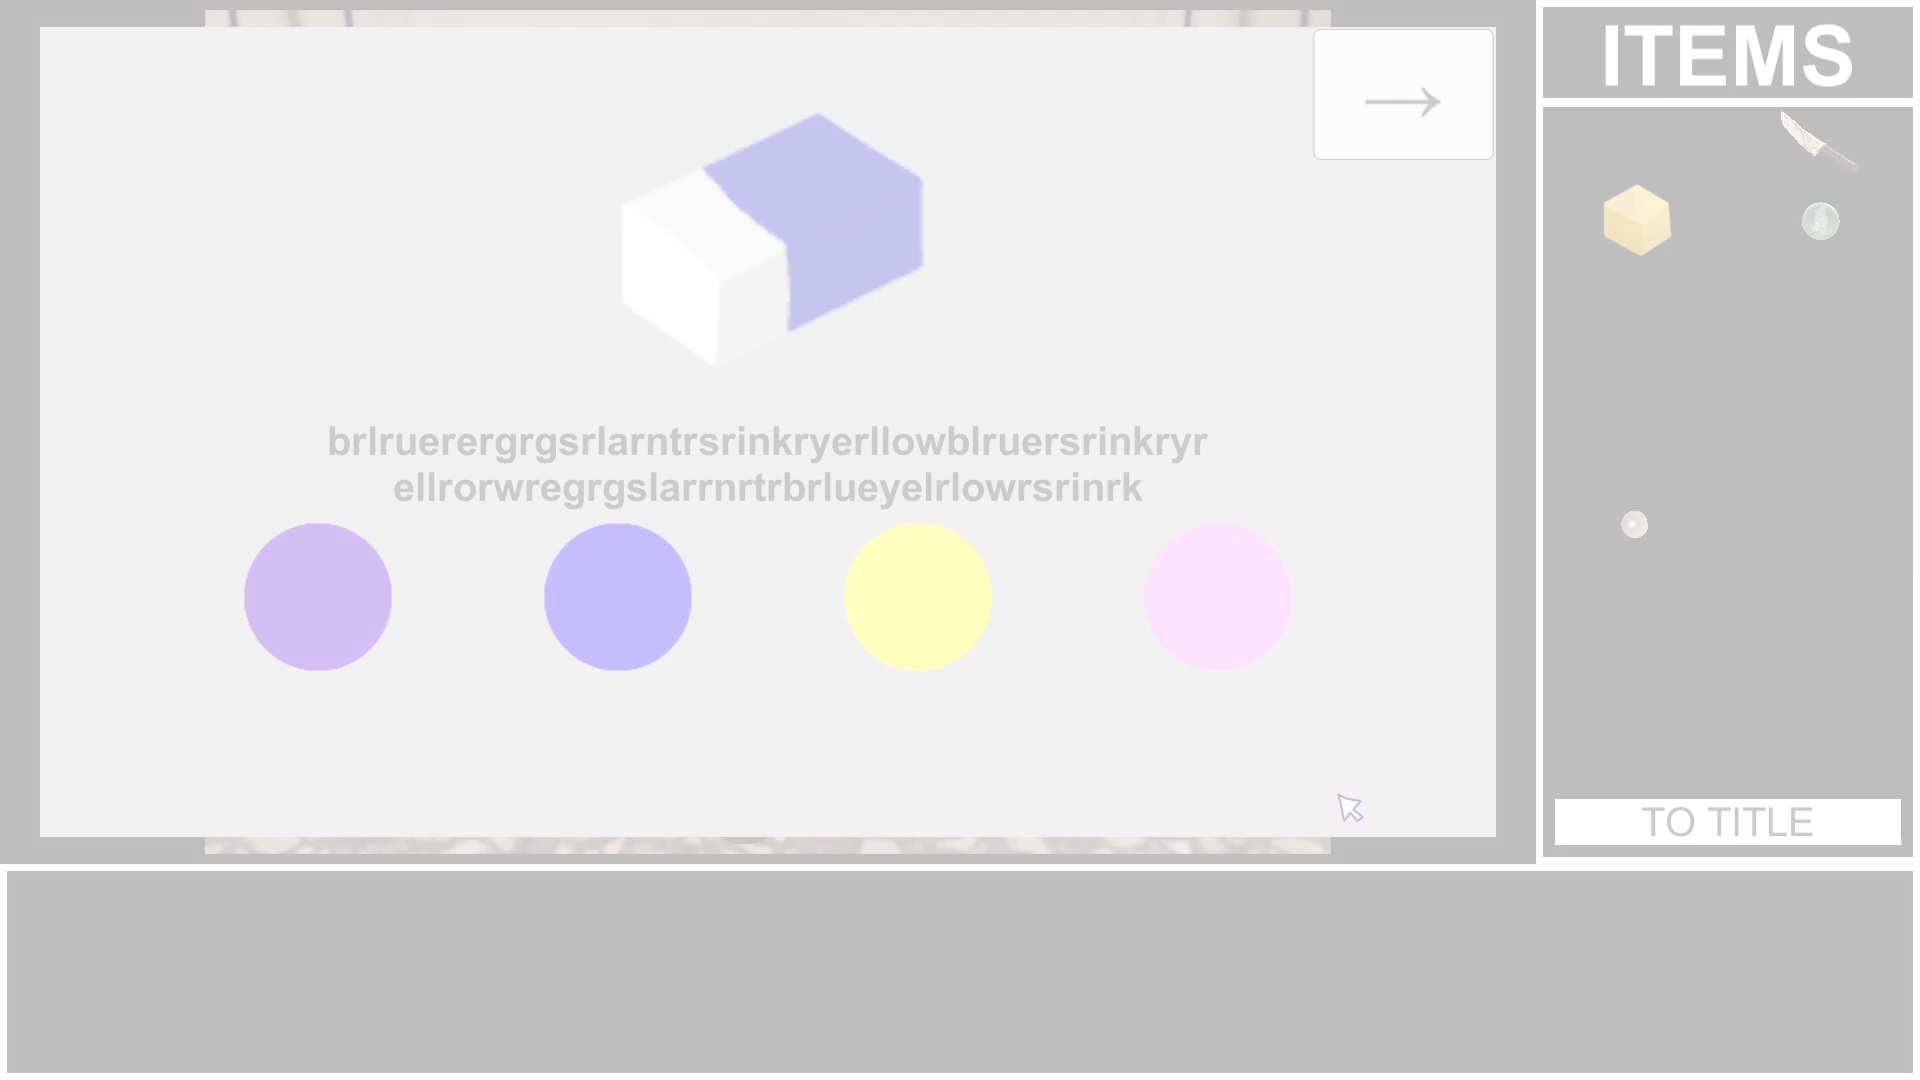 ITEMS
→
brlruerergrgsrlarntrsrinkryerllowblruersrinkryr
ellrorwregrgslarrnrtrbrlueyelrlowrsrinrk
TO TITLE